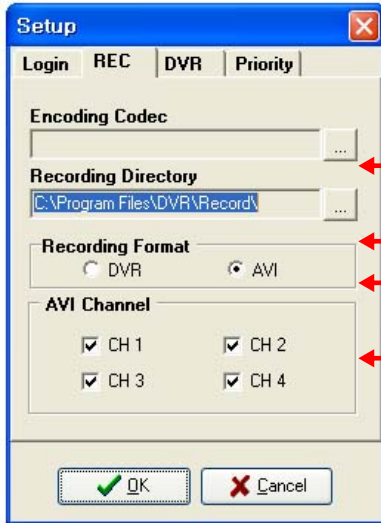 Setup
Login REC DVR Priority
Encoding Codec
...
Recording Directory
C:\Program Files\DVR\Record\
...
Recording Format
DVR AVI
AVI Channel
CH 1 CH 2
CH 3 CH 4
OK Cancel